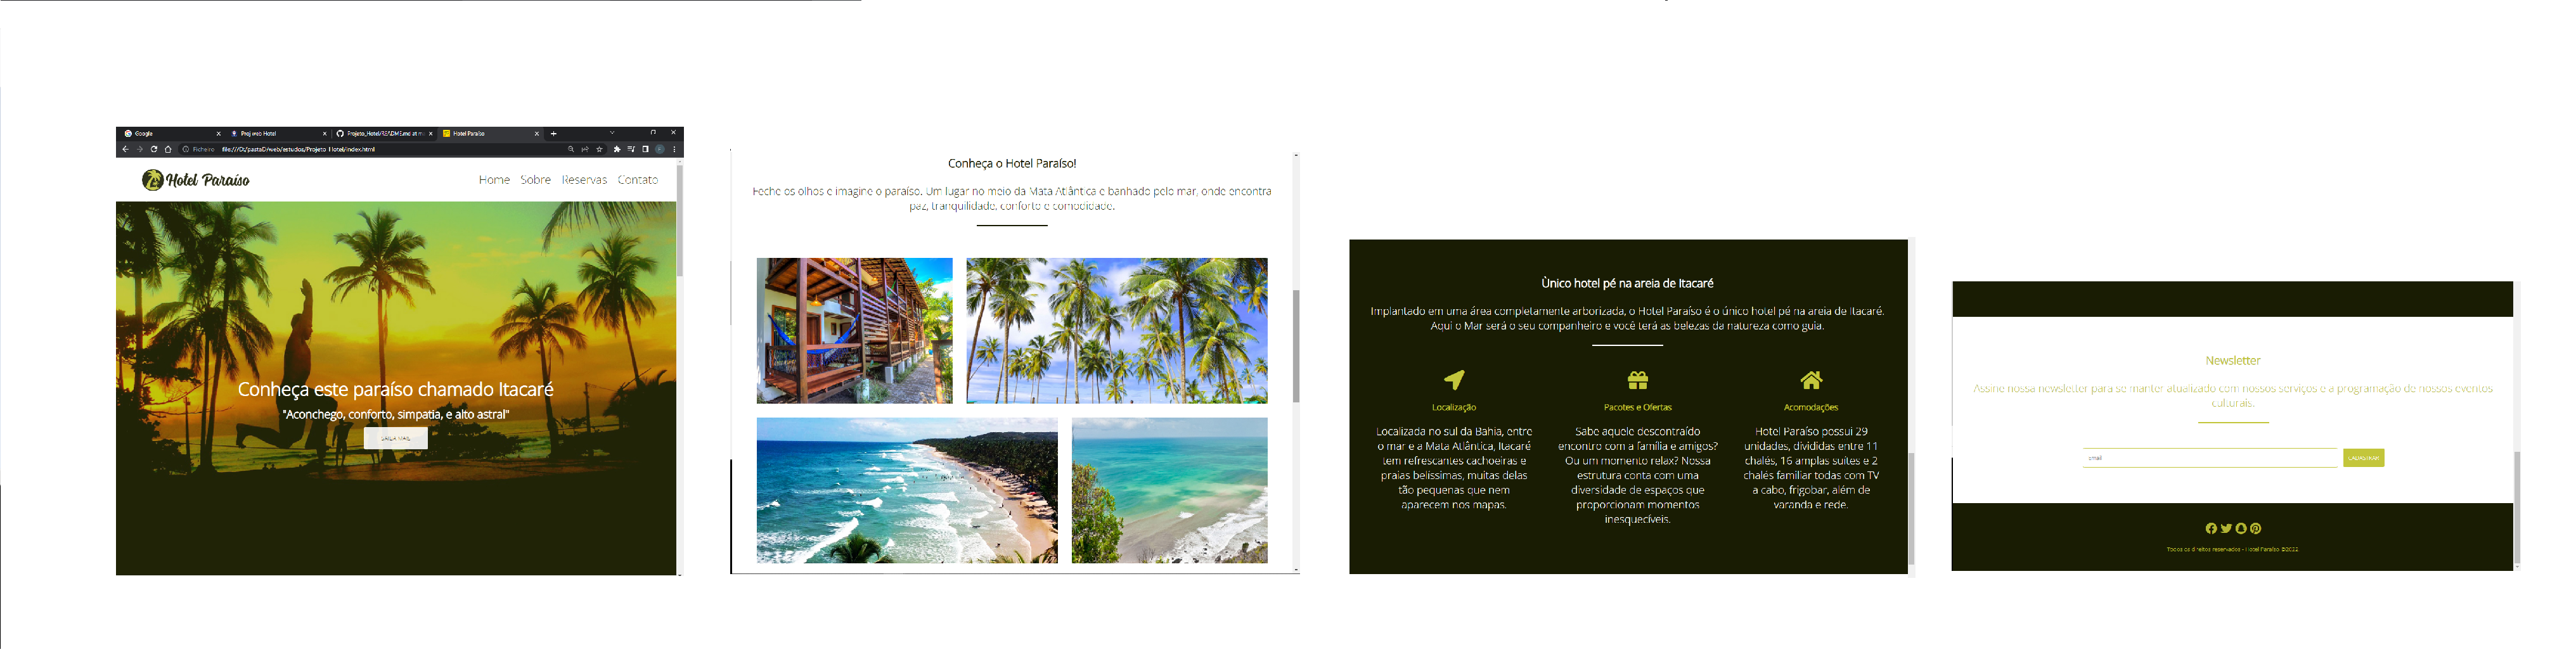 Google
Proj web Hotel
Projeto_Hotel/README.md at m
Hotel Paraíso
Ficheiro
file:///D:/pastaD/web/estudos/Projeto_Hotel/index.html
Hotel Paraíso
Home Sobre Reservas Contato
Conheça este paraíso chamado Itacaré
"Aconchego, conforto, simpatia, e alto astral"
Conheça o Hotel Paraíso!
Feche os olhos e imagine o paraíso. Um lugar no meio da Mata Atlântica e banhado pelo mar, onde encontra
paz, tranquilidade, conforto e comodidade.
Ùnico hotel pé na areia de Itacaré
Implantado em uma área completamente arborizada, o Hotel Paraíso é o único hotel pé na areia de Itacaré.
Aqui o Mar será o seu companheiro e você terá as belezas da natureza como guia.
Localização
Localizada no sul da Bahia, entre
o mar e a Mata Atlântica, Itacaré
tem refrescantes cachoeiras e
praias belíssimas, muitas delas
tão pequenas que nem
aparecem nos mapas.
Pacotes e Ofertas
Sabe aquele descontraído
encontro com a família e amigos?
Ou um momento relax? Nossa
estrutura conta com uma
diversidade de espaços que
proporcionam momentos
inesquecíveis.
Acomodações
Hotel Paraíso possui 29
unidades, divididas entre 11
chalés, 16 amplas suítes e 2
chalés familiar todas com TV
a cabo, frigobar, além de
varanda e rede.
Newsletter
Assine nossa newsletter para se manter atualizado com nossos serviços e a programação de nossos eventos
culturais.
Email
CADASTRAR
Todos os direitos reservados - Hotel Paraíso ©2022